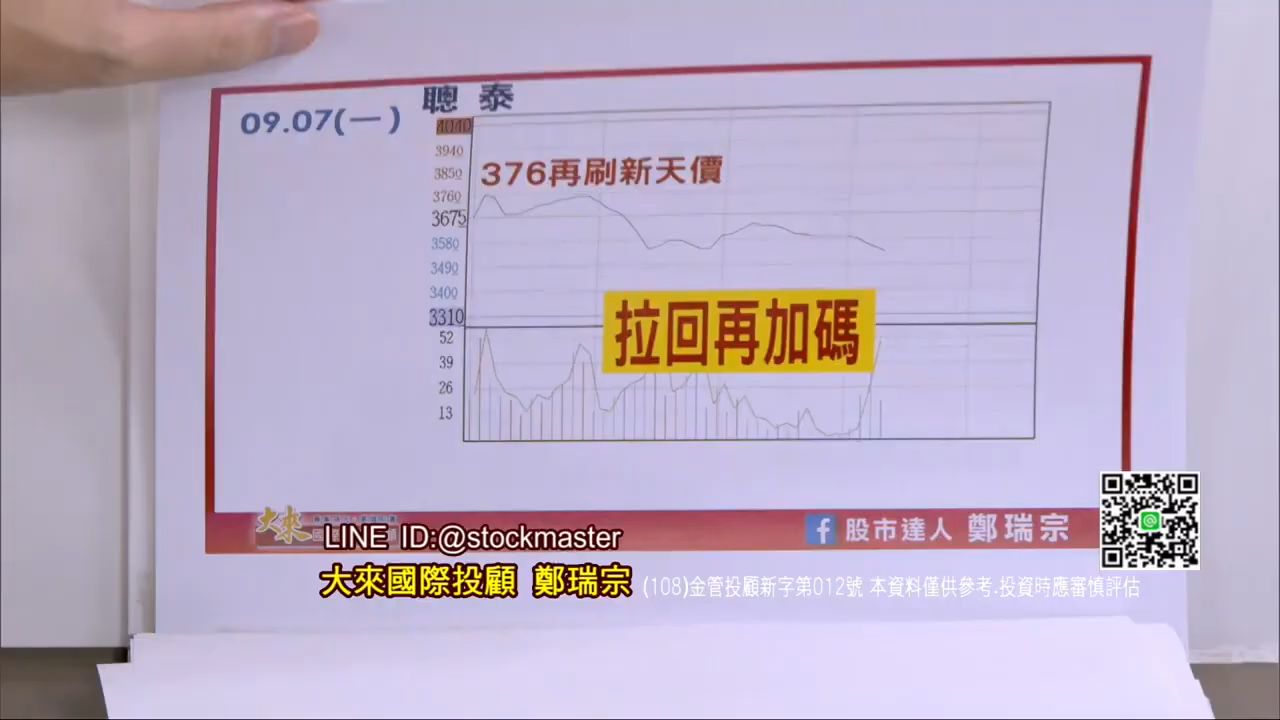 聰 泰
09.07(一)
4040
3940
3850
3760
3675
3580
3490
3400
3310
52
39
26
13
376再刷新天價
拉回再加碼
大來
LINE ID:@stockmaster
f 股市達人 鄭瑞宗
大來國際投顧 鄭瑞宗 (108)金管投顧新字第012號 本資料僅供參考.投資時應審慎評估